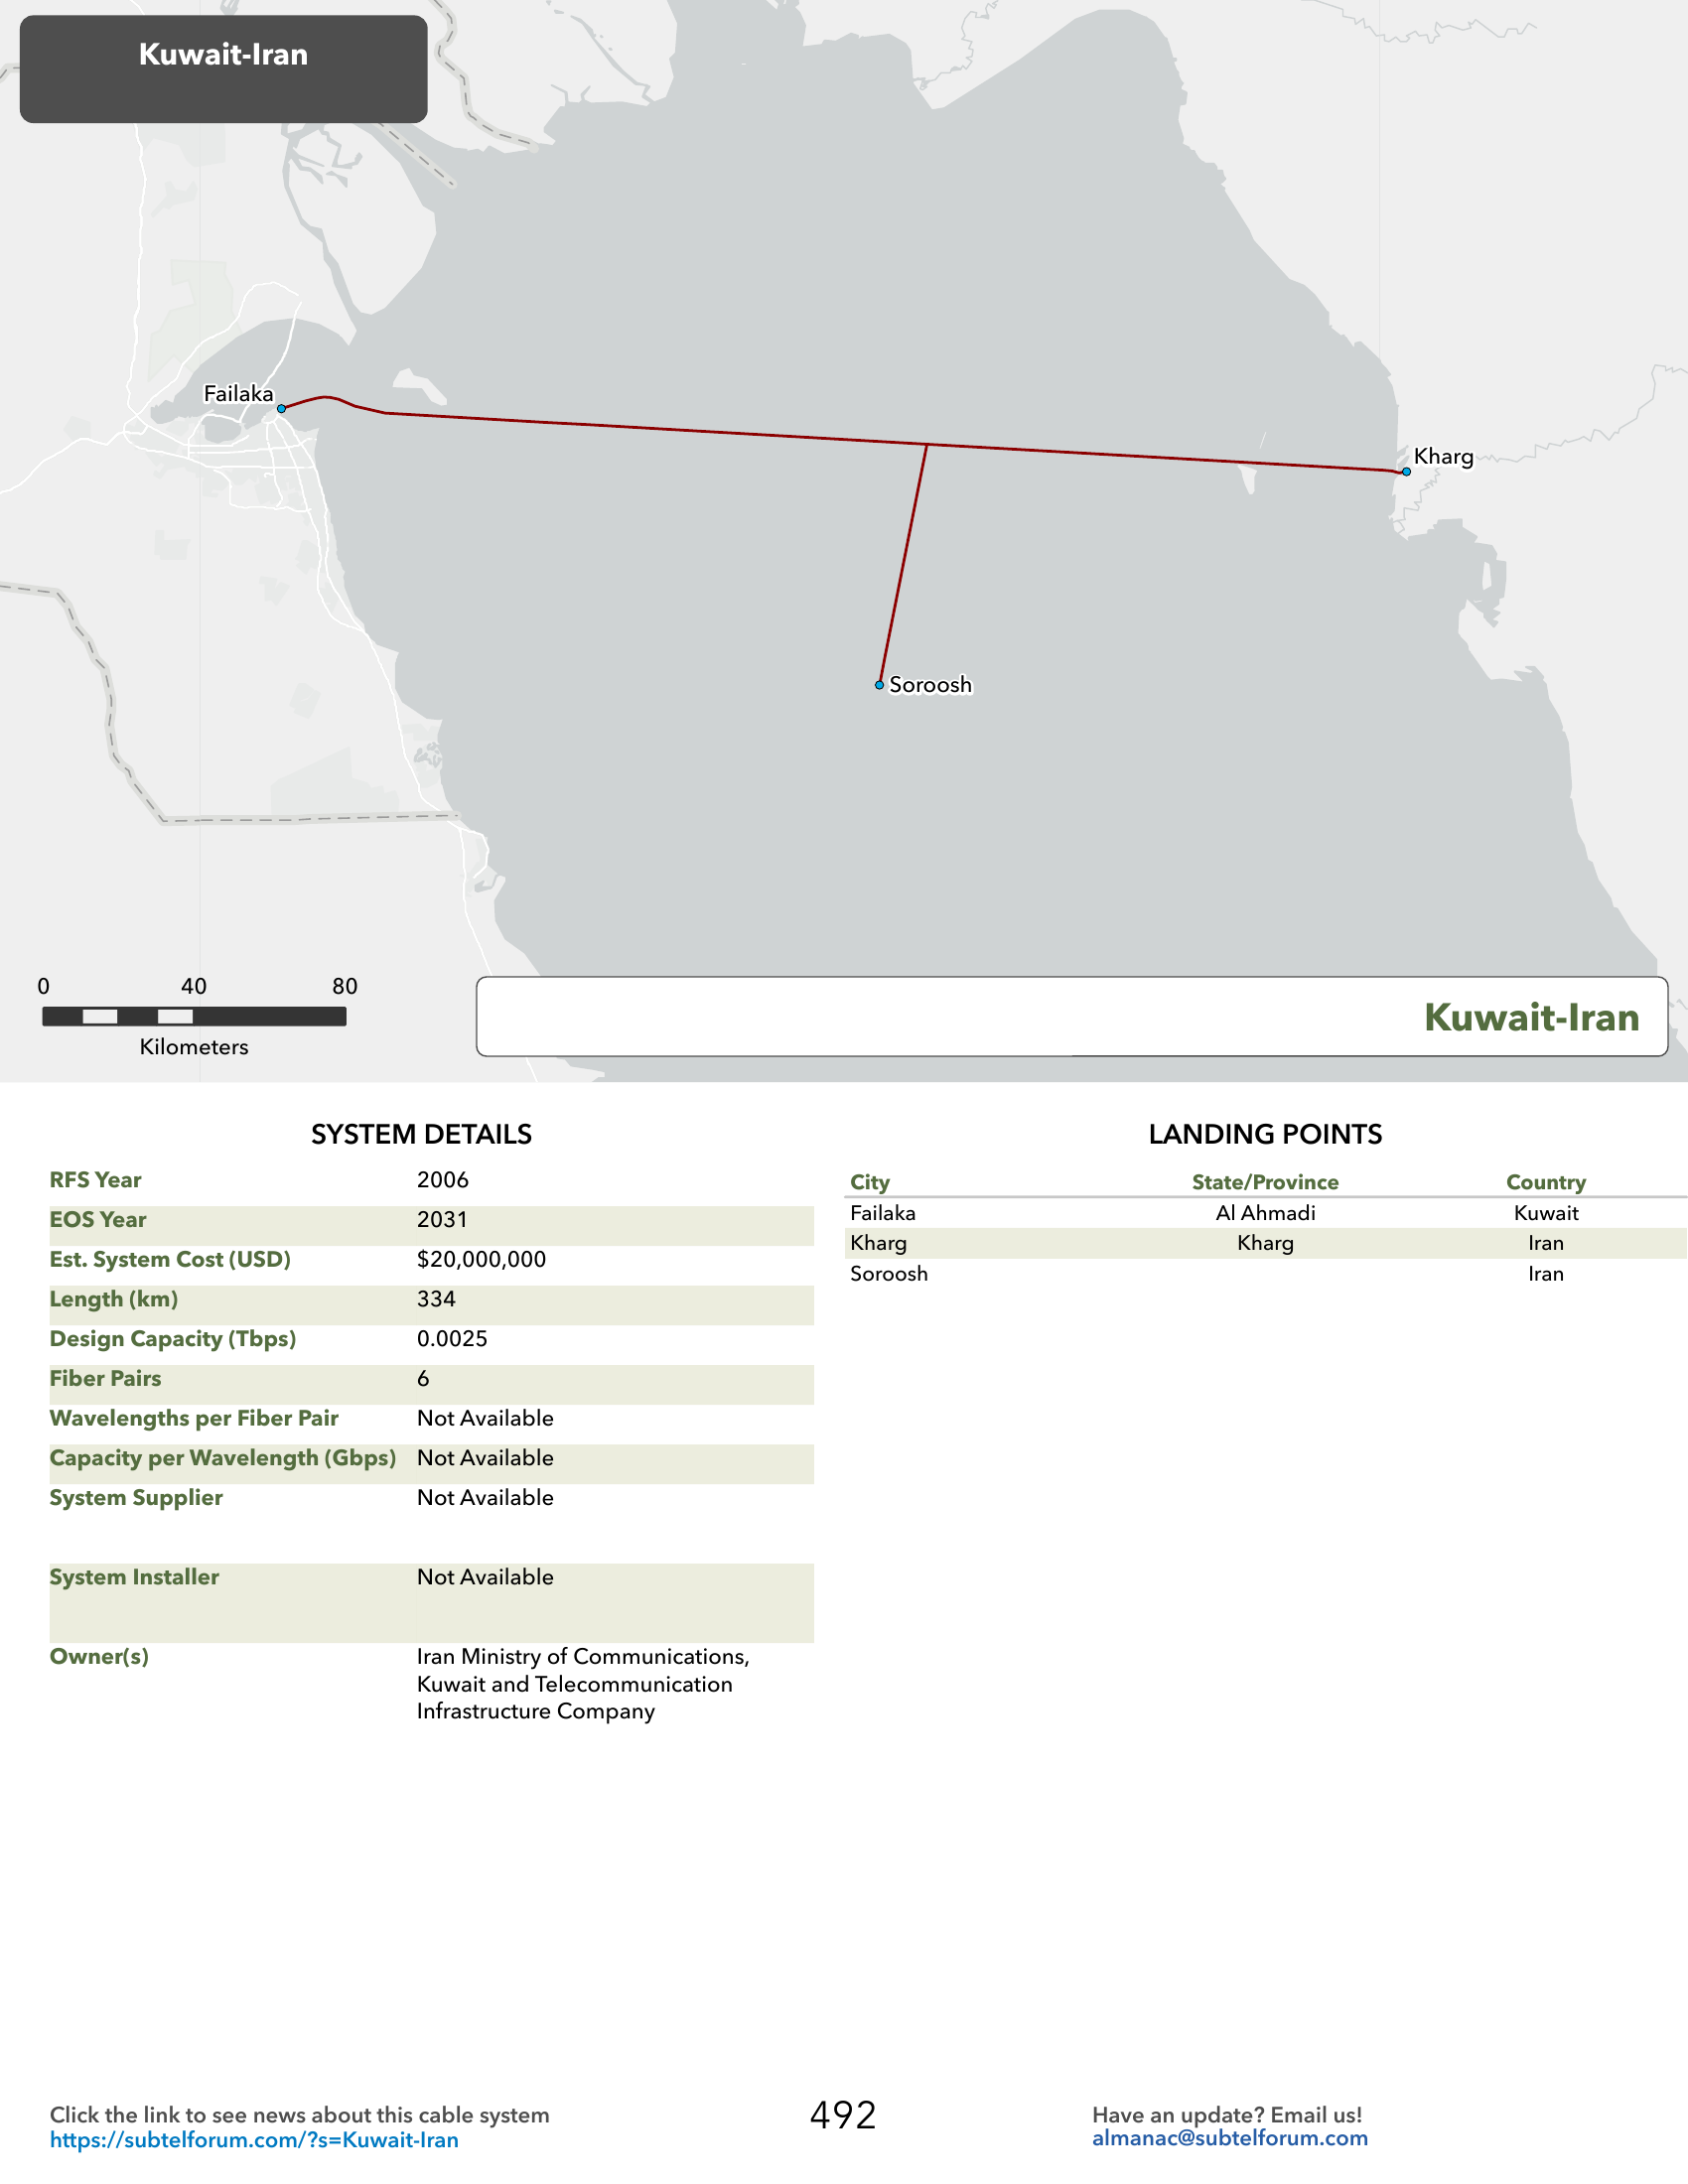 Kuwait-Iran
Failaka
Kharg
Soroosh
0 40 80
Kilometers
Kuwait-Iran
SYSTEM DETAILS
RFS Year 2006
EOS Year 2031
Est. System Cost (USD) $20,000,000
Length (km) 334
Design Capacity (Tbps) 0.0025
Fiber Pairs 6
Wavelengths per Fiber Pair Not Available
Capacity per Wavelength (Gbps) Not Available
System Supplier Not Available
System Installer Not Available
Owner(s) Iran Ministry of Communications,
Kuwait and Telecommunication
Infrastructure Company
LANDING POINTS
City State/Province Country
Failaka Al Ahmadi Kuwait
Kharg Kharg Iran
Soroosh Iran
Click the link to see news about this cable system
https://subtelforum.com/?s=Kuwait-Iran
492
Have an update? Email us!
almanac@subtelforum.com